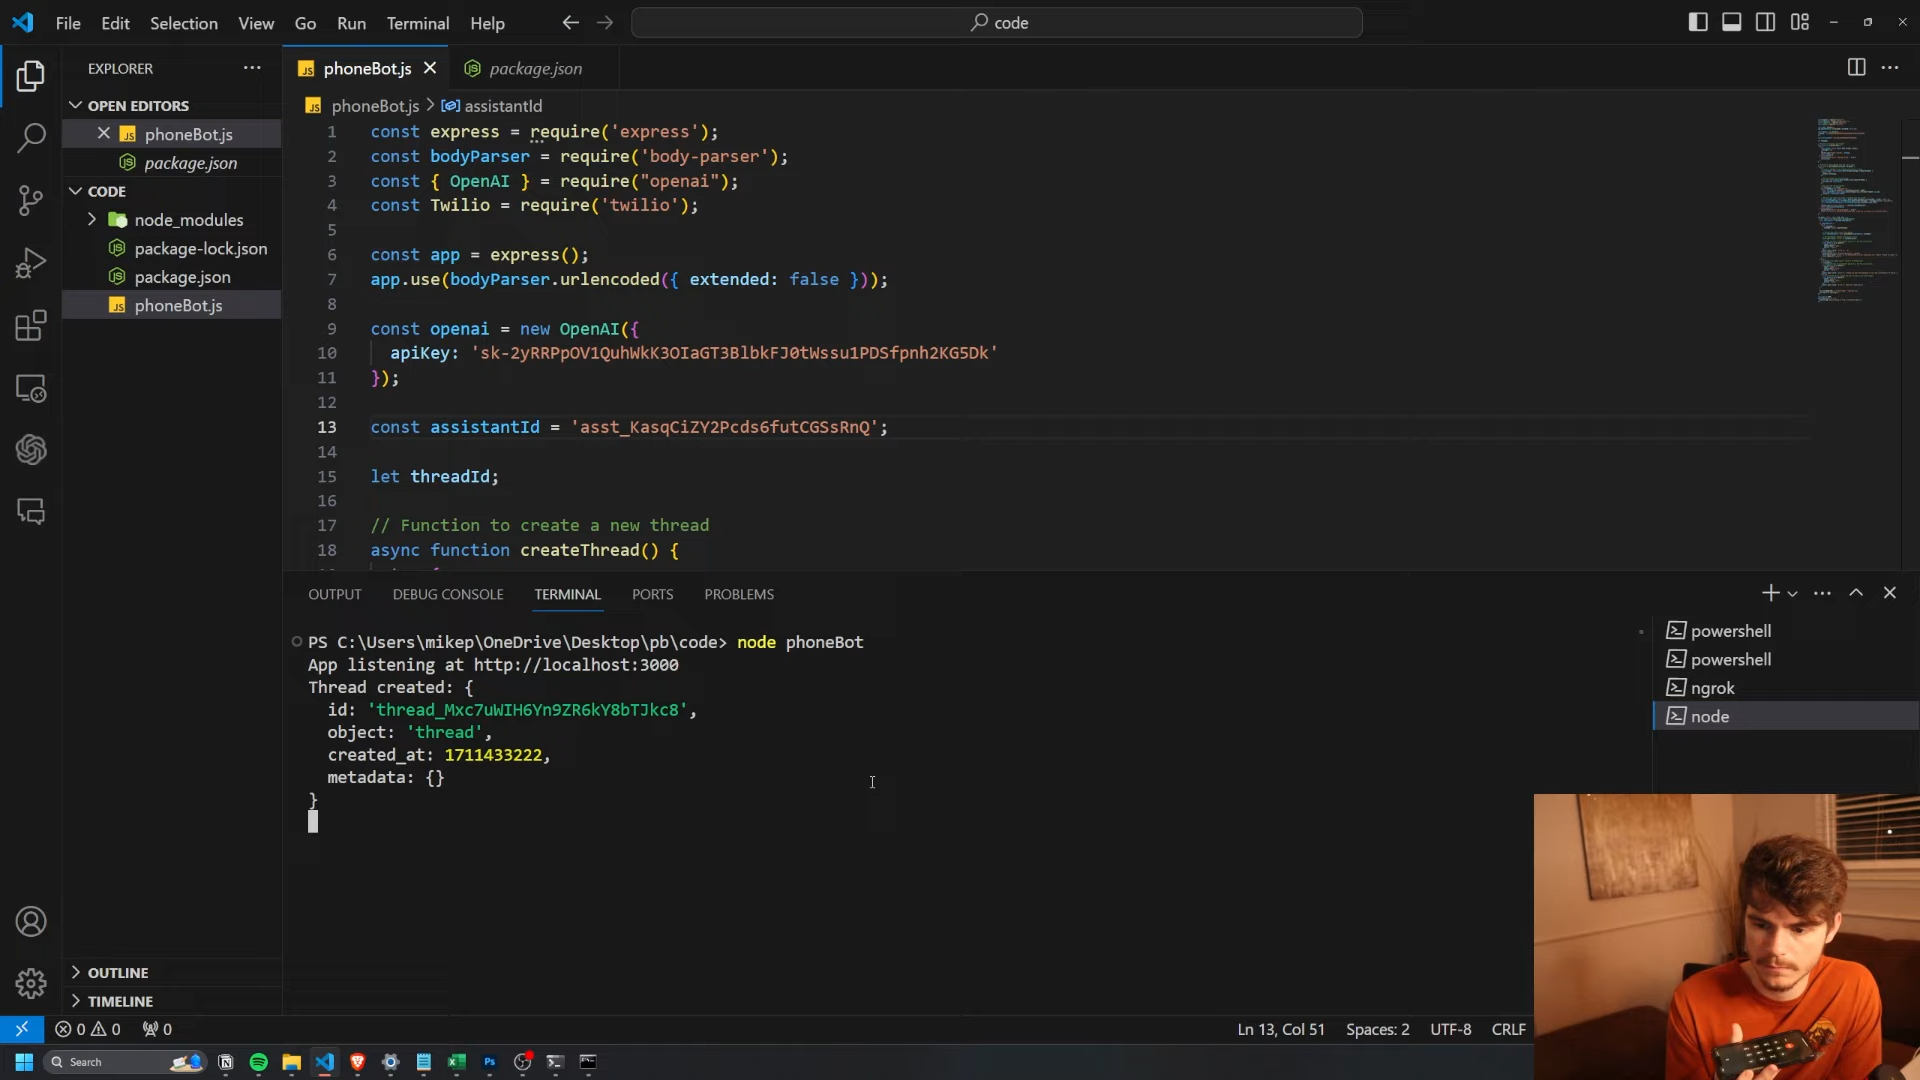 File Edit Selection View Go Run Terminal Help
code
EXPLORER
OPEN EDITORS
phoneBot.js
package.json
CODE
node_modules
package-lock.json
package.json
phoneBot.js
OUTLINE
TIMELINE
phoneBot.js
package.json
phoneBot.js > assistantId
1 const express = require('express');
2 const bodyParser = require('body-parser');
3 const { OpenAI } = require("openai");
4 const Twilio = require('twilio');
5
6 const app = express();
7 app.use(bodyParser.urlencoded({ extended: false }));
8
9 const openai = new OpenAI({
10 apiKey: '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'
11 });
12
13 const assistantId = 'asst_KasqCiZY2Pcds6futCGSsRnQ';
14
15 let threadId;
16
17 // Function to create a new thread
18 async function createThread() {
OUTPUT DEBUG CONSOLE TERMINAL PORTS PROBLEMS
PS C:\Users\mikep\OneDrive\Desktop\pb\code> node phoneBot
App listening at http://localhost:3000
Thread created: {
id: 'thread_Mxc7uWIH6Yn9ZR6kY8bTJkc8',
object: 'thread',
created_at: 1711433222,
metadata: {}
}
powershell
powershell
ngrok
node
0 0 0
Ln 13, Col 51 Spaces: 2 UTF-8 CRLF
Search